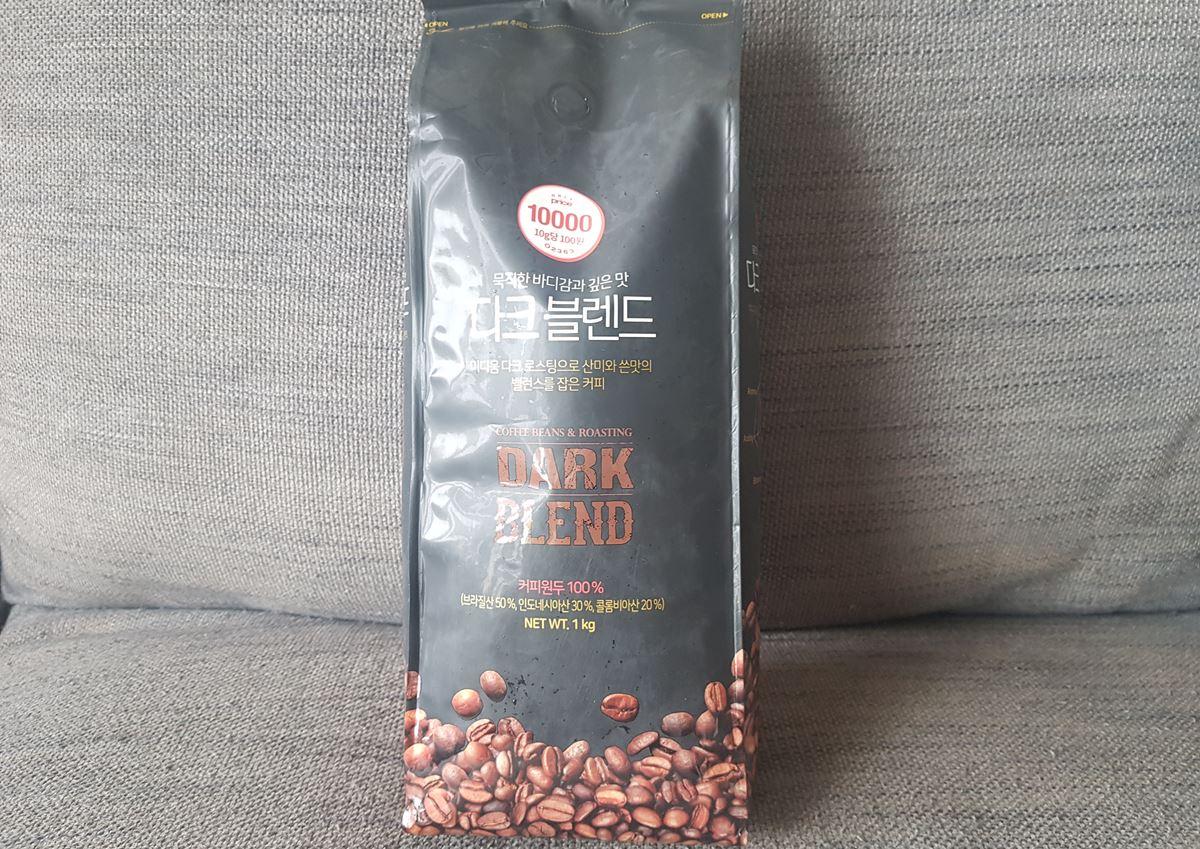 OPEN
OPEN
price
10000
10g당 100원
묵직한 바디감과 깊은 맛
다크 블렌드
미디움 다크 로스팅으로 산미와 쓴맛의
밸런스를 잡은 커피
COFFEE BEANS & ROASTING
DARK
BLEND
커피원두 100 %
(브라질산 50 %, 인도네시아산 30 %, 콜롬비아산 20 %)
NET WT. 1 kg